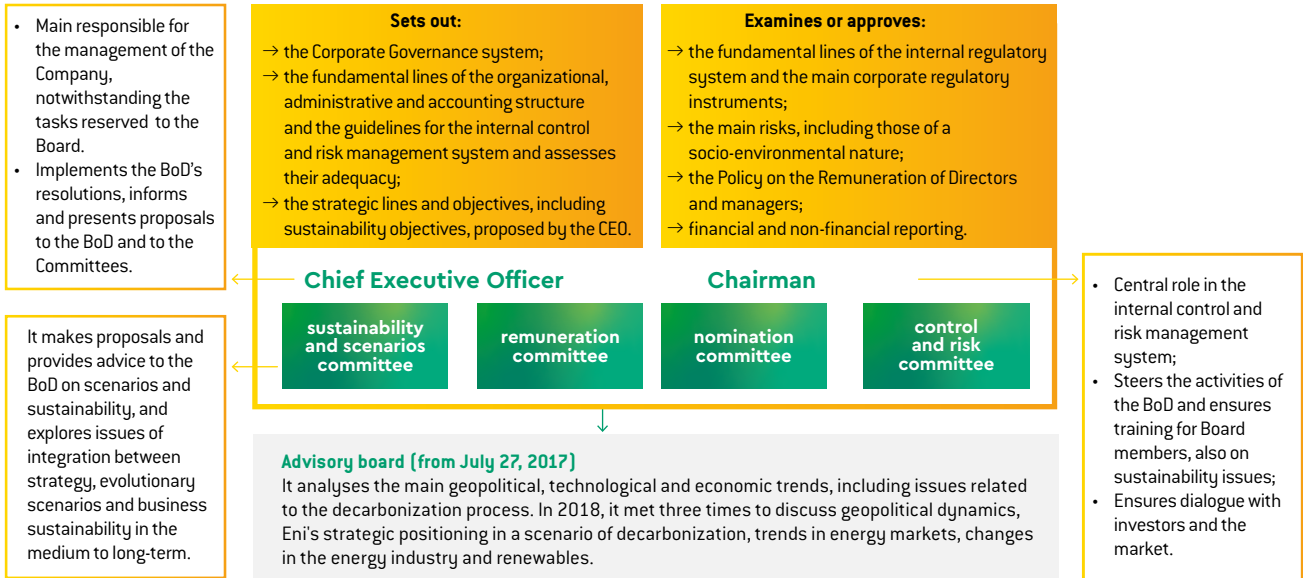 • Main responsible for
the management of the
Company,
notwithstanding the
tasks reserved to the
Board.
• Implements the BoD's
resolutions, informs
and presents proposals
to the BoD and to the
Committees.
Sets out:
→ the Corporate Governance system;
→ the fundamental lines of the organizational,
administrative and accounting structure
and the guidelines for the internal control
and risk management system and assesses
their adequacy;
→ the strategic lines and objectives, including
sustainability objectives, proposed by the CEO.
Examines or approves:
→ the fundamental lines of the internal regulatory
system and the main corporate regulatory
instruments;
→ the main risks, including those of a
socio-environmental nature;
→ the Policy on the Remuneration of Directors
and managers;
→ financial and non-financial reporting.
Chief Executive Officer
Chairman
sustainability
and scenarios
committee
remuneration
committee
nomination
committee
control
and risk
committee
It makes proposals and
provides advice to the
BoD on scenarios and
sustainability, and
explores issues of
integration between
strategy, evolutionary
scenarios and business
sustainability in the
medium to long-term.
• Central role in the
internal control and
risk management
system;
• Steers the activities of
the BoD and ensures
training for Board
members, also on
sustainability issues;
• Ensures dialogue with
investors and the
market.
Advisory board (from July 27, 2017)
It analyses the main geopolitical, technological and economic trends, including issues related
to the decarbonization process. In 2018, it met three times to discuss geopolitical dynamics,
Eni's strategic positioning in a scenario of decarbonization, trends in energy markets, changes
in the energy industry and renewables.